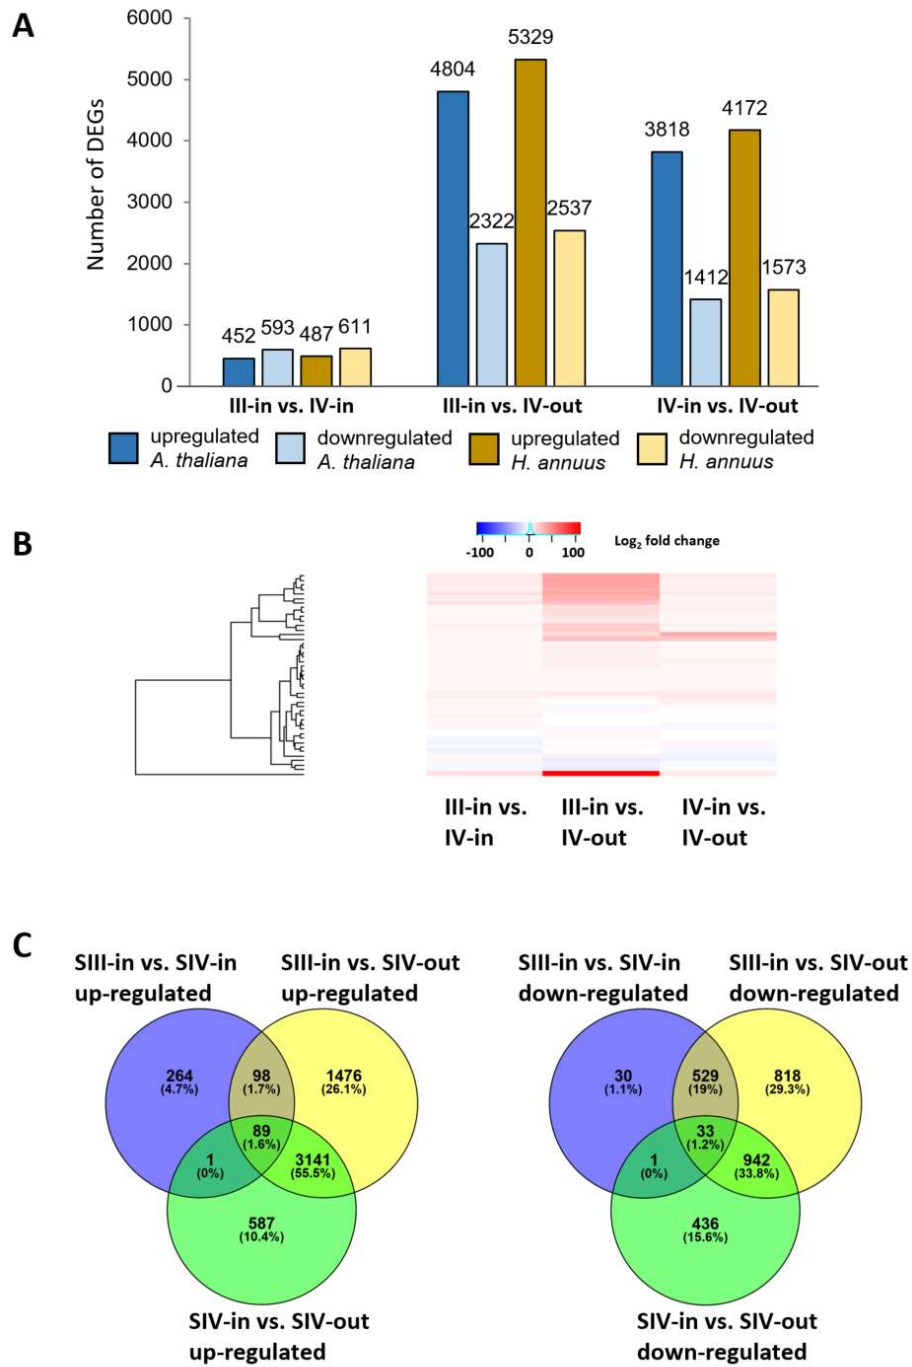 A
6000
5000
4000
3000
2000
1000
0
Number of DEGs
452
593
487
611
4804
2322
5329
2537
3818
1412
4172
1573
III-in vs. IV-in
III-in vs. IV-out
IV-in vs. IV-out
upregulated
A. thaliana
downregulated
A. thaliana
upregulated
H. annuus
downregulated
H. annuus
B
-100 0 100
Log2 fold change
III-in vs.
IV-in
III-in vs.
IV-out
IV-in vs.
IV-out
C
SIII-in vs. SIV-in
up-regulated
SIII-in vs. SIV-out
up-regulated
264
(4.7%)
98
(1.7%)
1476
(26.1%)
89
(1.6%)
1
(0%)
3141
(55.5%)
587
(10.4%)
SIV-in vs. SIV-out
up-regulated
SIII-in vs. SIV-in
down-regulated
SIII-in vs. SIV-out
down-regulated
30
(1.1%)
529
(19%)
818
(29.3%)
33
(1.2%)
1
(0%)
942
(33.8%)
436
(15.6%)
SIV-in vs. SIV-out
down-regulated